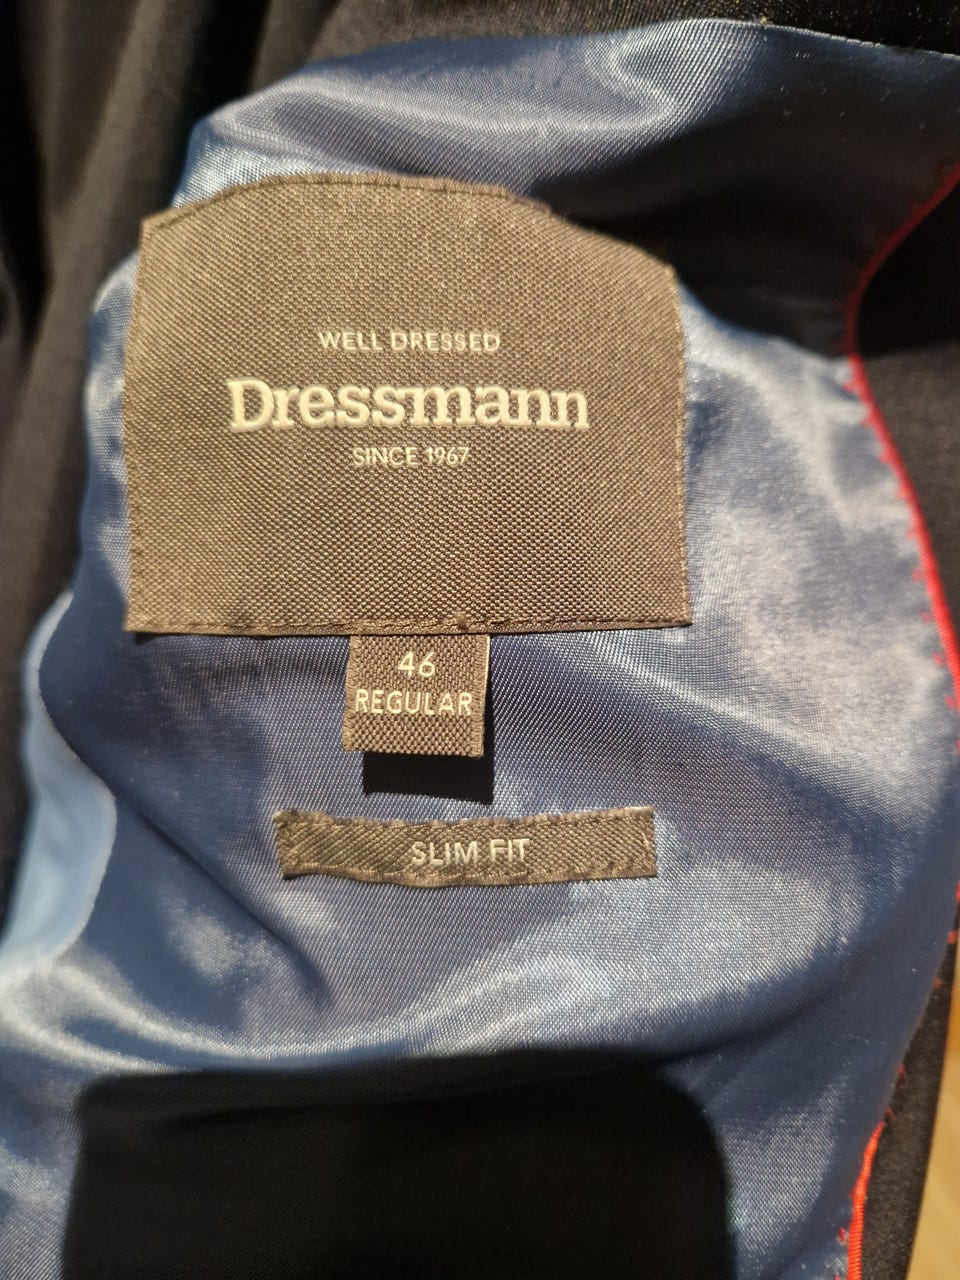 WELL DRESSED
Dressmann
SINCE 1967
46
REGULAR
SLIM FIT